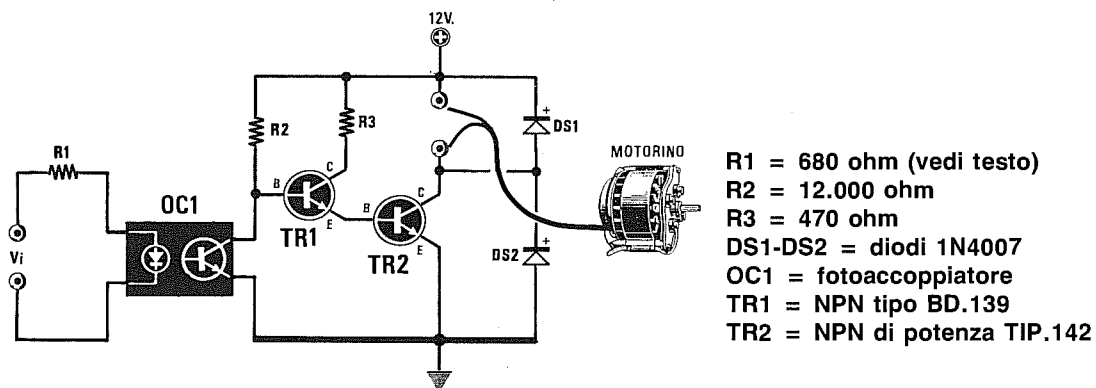 12V.
R2
R3
DS1
MOTORINO
R1
OC1
B
C
E
TR1
B
C
E
TR2
DS2
Vi
R1 = 680 ohm (vedi testo)
R2 = 12.000 ohm
R3 = 470 ohm
DS1-DS2 = diodi 1N4007
OC1 = fotoaccoppiatore
TR1 = NPN tipo BD.139
TR2 = NPN di potenza TIP.142